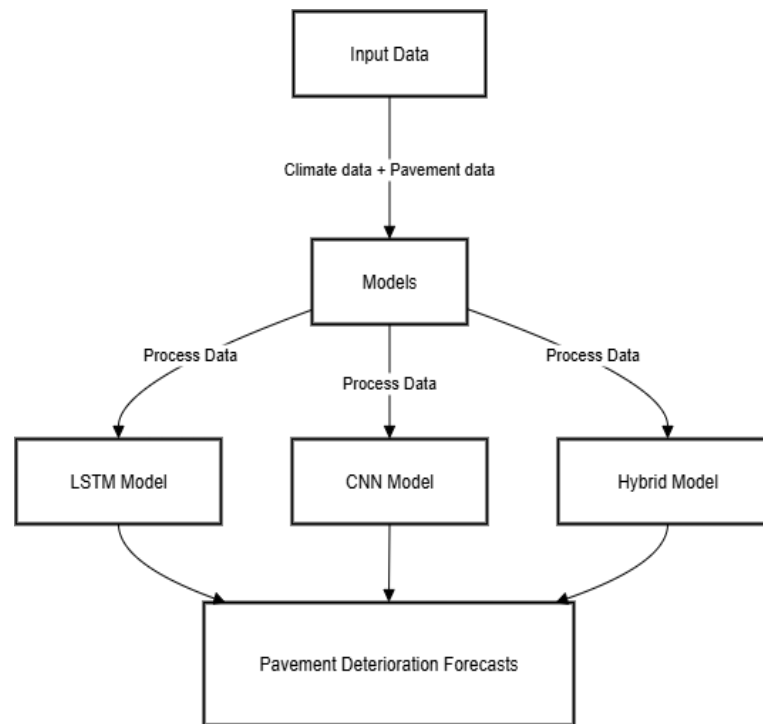 Input Data
Climate data + Pavement data
Models
Process Data
Process Data
Process Data
LSTM Model
CNN Model
Hybrid Model
Pavement Deterioration Forecasts